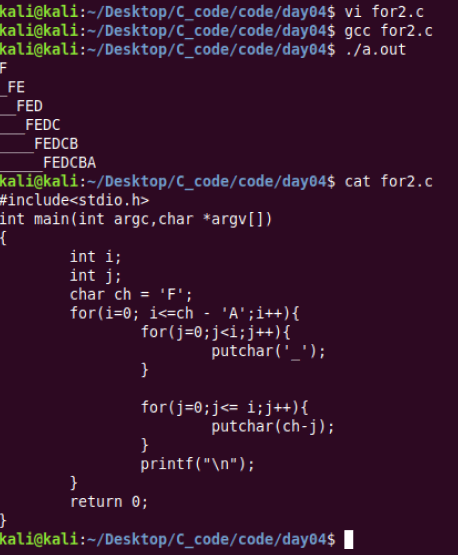 kali@kali:~/Desktop/C_code/code/day04$ vi for2.c
kali@kali:~/Desktop/C_code/code/day04$ gcc for2.c
kali@kali:~/Desktop/C_code/code/day04$ ./a.out
F
_FE
__FED
___FEDC
____FEDCB
_____FEDCBA
kali@kali:~/Desktop/C_code/code/day04$ cat for2.c
#include<stdio.h>
int main(int argc,char *argv[])
{
        int i;
        int j;
        char ch = 'F';
        for(i=0; i<=ch - 'A';i++){
                for(j=0;j<i;j++){
                        putchar('_');
                }

                for(j=0;j<= i;j++){
                        putchar(ch-j);
                }
                printf("\n");
        }
        return 0;
}
kali@kali:~/Desktop/C_code/code/day04$